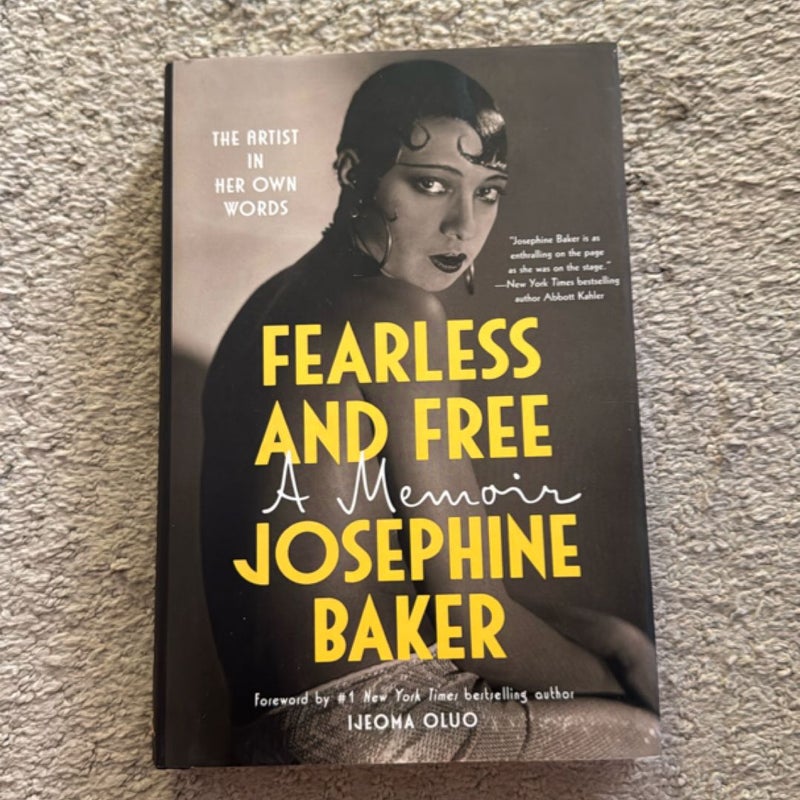 THE ARTIST
IN
HER OWN
WORDS
"Josephine Baker is as
enthralling on the page
as she was on the stage."
—New York Times bestselling
author Abbott Kahler
FEARLESS
AND FREE
A Memoir
JOSEPHINE
BAKER
Foreword by #1 New York Times bestselling author
IJEOMA OLUO